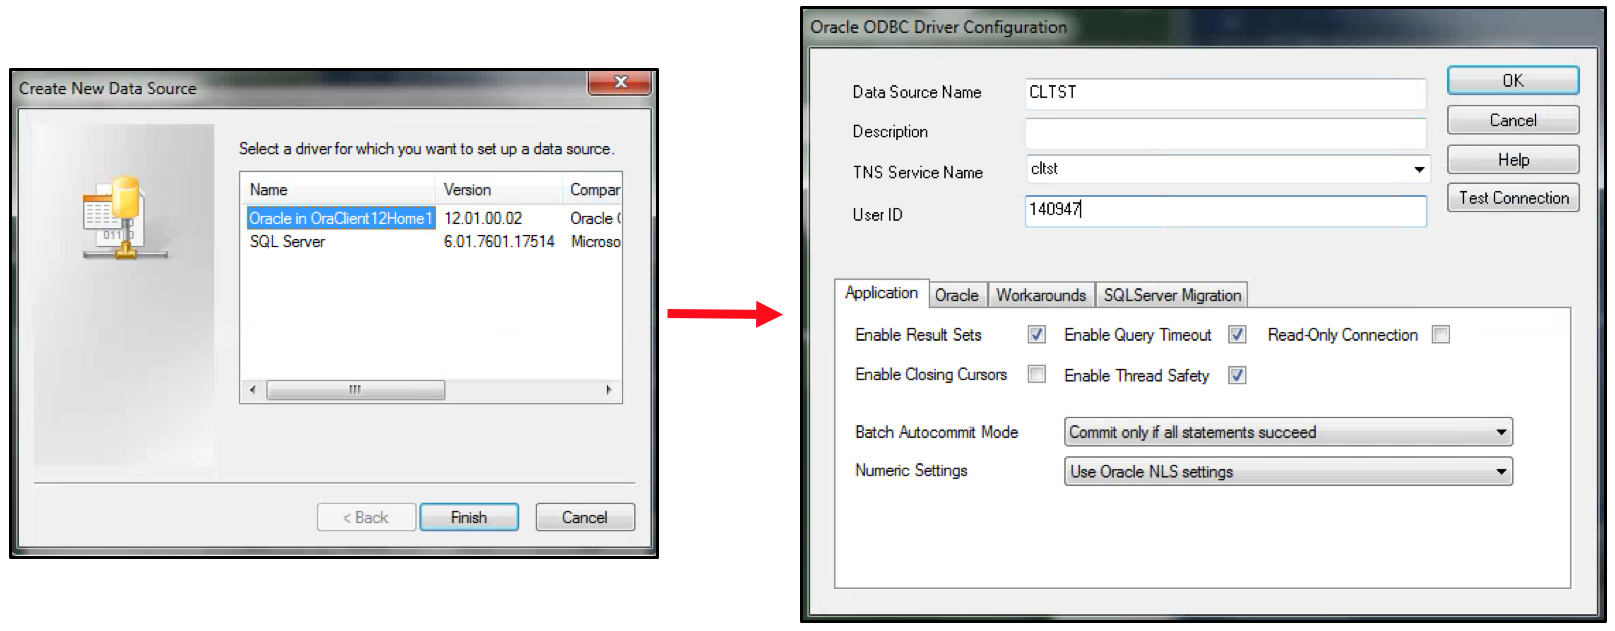 Create New Data Source
Select a driver for which you want to set up a data source.
Name Version Compar
Oracle in OraClient12Home1 12.01.00.02 Oracle (
SQL Server 6.01.7601.17514 Microso
< Back Finish Cancel
Oracle ODBC Driver Configuration
Data Source Name CLTST OK
Description Cancel
TNS Service Name cltst Help
User ID 140947 Test Connection
Application Oracle Workarounds SQLServer Migration
Enable Result Sets Enable Query Timeout Read-Only Connection
Enable Closing Cursors Enable Thread Safety
Batch Autocommit Mode Commit only if all statements succeed
Numeric Settings Use Oracle NLS settings